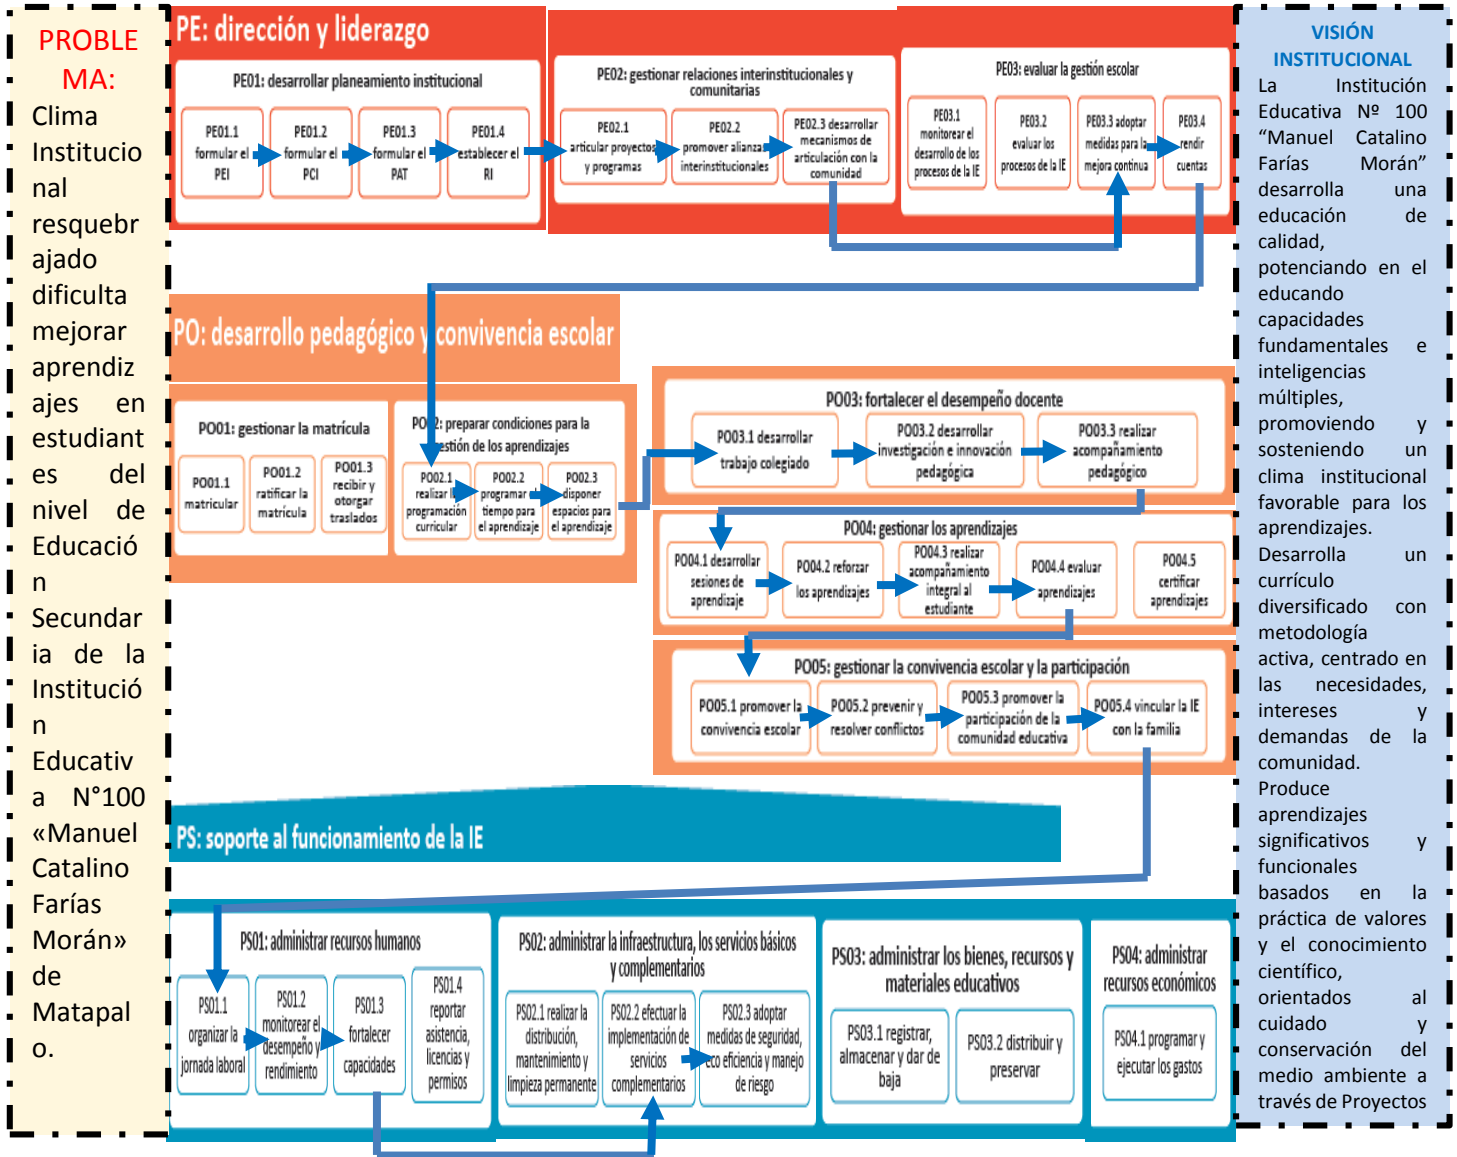 PROBLE
MA:
Clima
Institucio
nal
resquebr
ajado
dificulta
mejorar
aprendiz
ajes en
estudiant
es del
nivel de
Educació
n
Secundar
ia de la
Institució
n
Educativ
a N°100
«Manuel
Catalino
Farías
Morán»
de
Matapal
o.
PE: dirección y liderazgo
PE01: desarrollar planeamiento institucional
PE01.1
formular el
PEI
PE01.2
formular el
PCI
PE01.3
formular el
PAT
PE01.4
establecer el
RI
PE02: gestionar relaciones interinstitucionales y
comunitarias
PE02.1
articular proyectos
y programas
PE02.2
promover alianzas
interinstitucionales
PE02.3 desarrollar
mecanismos de
articulación con la
comunidad
PE03: evaluar la gestión escolar
PE03.1
monitorear el
desarrollo de los
procesos de la IE
PE03.2
evaluar los
procesos de la IE
PE03.3 adoptar
medidas para la
mejora continua
PE03.4
rendir
cuentas
PO: desarrollo pedagógico y convivencia escolar
PO01: gestionar la matrícula
PO01.1
matricular
PO01.2
ratificar la
matrícula
PO01.3
recibir y
otorgar
traslados
PO02: preparar condiciones para la
gestión de los aprendizajes
PO02.1
realizar la
programación
curricular
PO02.2
programar el
tiempo para
el aprendizaje
PO02.3
disponer
espacios para
el aprendizaje
PO03: fortalecer el desempeño docente
PO03.1 desarrollar
trabajo colegiado
PO03.2 desarrollar
investigación e innovación
pedagógica
PO03.3 realizar
acompañamiento
pedagógico
PO04: gestionar los aprendizajes
PO04.1 desarrollar
sesiones de
aprendizaje
PO04.2 reforzar
los aprendizajes
PO04.3 realizar
acompañamiento
integral al
estudiante
PO04.4 evaluar
aprendizajes
PO04.5
certificar
aprendizajes
PO05: gestionar la convivencia escolar y la participación
PO05.1 promover la
convivencia escolar
PO05.2 prevenir y
resolver conflictos
PO05.3 promover la
participación de la
comunidad educativa
PO05.4 vincular la IE
con la familia
PS: soporte al funcionamiento de la IE
PS01: administrar recursos humanos
PS01.1
organizar la
jornada laboral
PS01.2
monitorear el
desempeño y
rendimiento
PS01.3
fortalecer
capacidades
PS01.4
reportar
asistencia,
licencias y
permisos
PS02: administrar la infraestructura, los servicios básicos
y complementarios
PS02.1 realizar la
distribución,
mantenimiento y
limpieza permanente
PS02.2 efectuar la
implementación de
servicios
complementarios
PS02.3 adoptar
medidas de seguridad,
eco eficiencia y manejo
de riesgo
PS03: administrar los bienes, recursos y
materiales educativos
PS03.1 registrar,
almacenar y dar de
baja
PS03.2 distribuir y
preservar
PS04: administrar
recursos económicos
PS04.1 programar y
ejecutar los gastos
VISIÓN
INSTITUCIONAL
La Institución
Educativa Nº 100
“Manuel Catalino
Farías Morán”
desarrolla una
educación de
calidad,
potenciando en el
educando
capacidades
fundamentales e
inteligencias
múltiples,
promoviendo y
sosteniendo un
clima institucional
favorable para los
aprendizajes.
Desarrolla un
currículo
diversificado con
metodología
activa, centrado en
las necesidades,
intereses y
demandas de la
comunidad.
Produce
aprendizajes
significativos y
funcionales
basados en la
práctica de valores
y el conocimiento
científico,
orientados al
cuidado y
conservación del
medio ambiente a
través de Proyectos